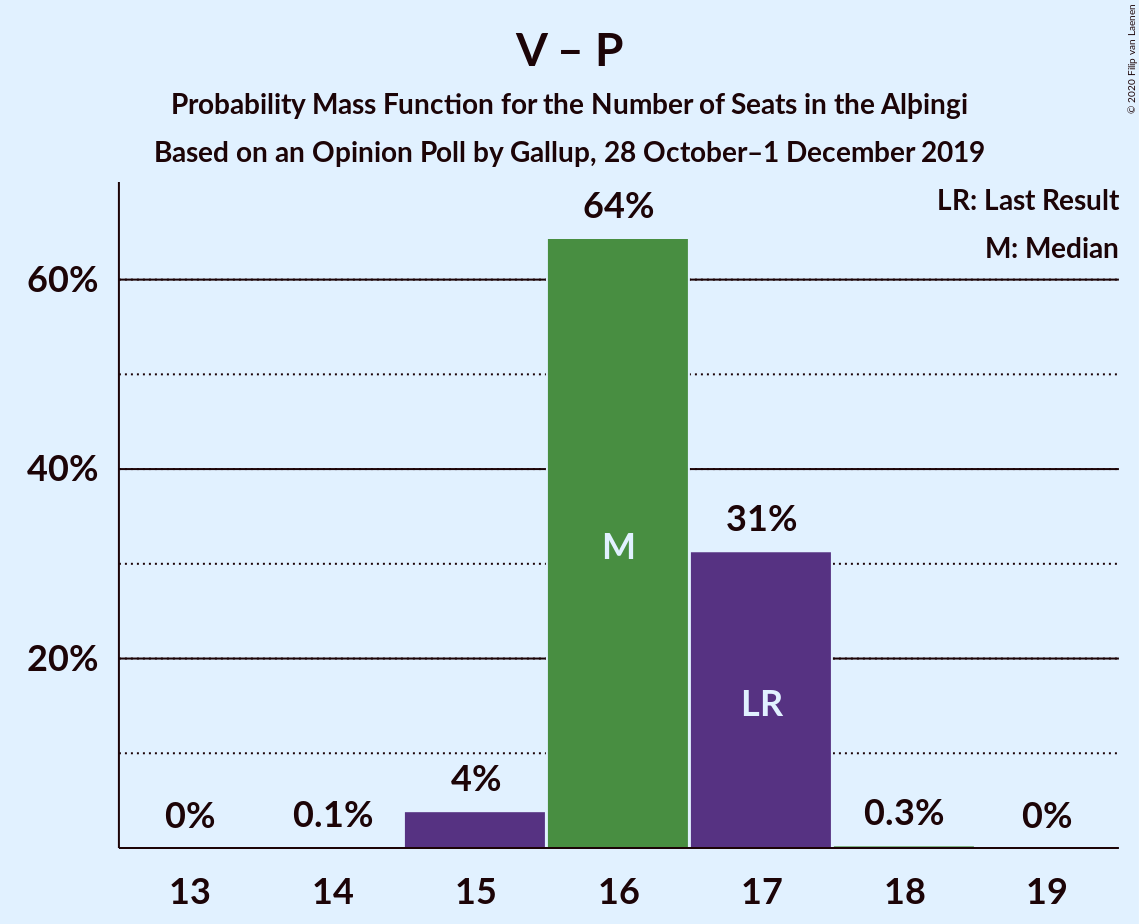 V – P
Probability Mass Function for the Number of Seats in the Alþingi
Based on an Opinion Poll by Gallup, 28 October–1 December 2019
© 2020 Filip van Laenen
LR: Last Result
M: Median
64%
60%
40%
31%
M
20%
LR
4%
0%
0.1%
0.3%
0%
13
14
15
16
17
18
19